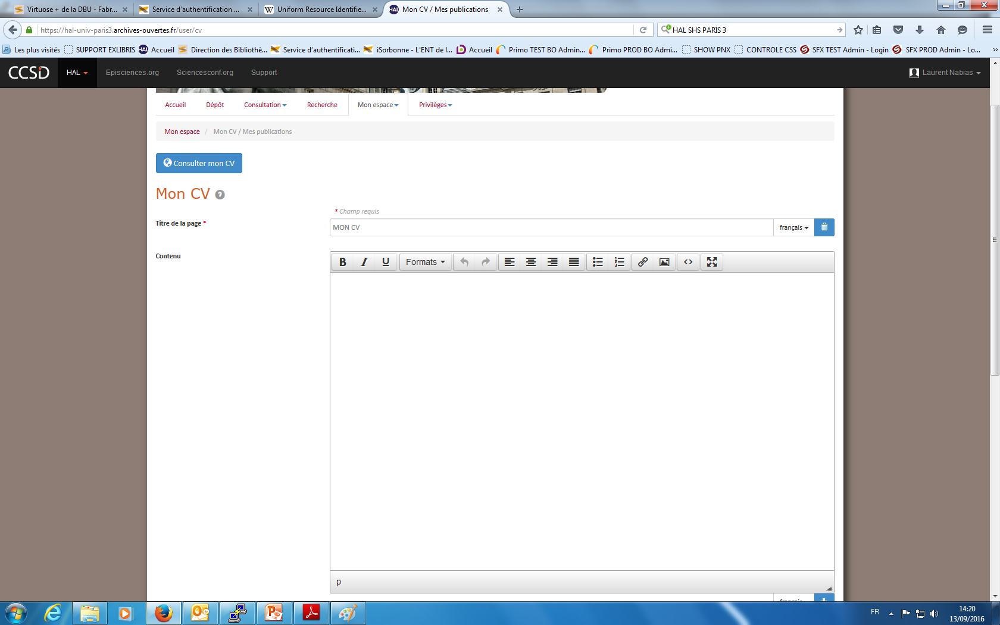 Virtuose + de la DBU - Fabr... Service d'authentification ... Uniform Resource Identifie... Mon CV / Mes publications
https://hal-univ-paris3.archives-ouvertes.fr/user/cv HAL SHS PARIS 3
Les plus visités SUPPORT EXLIBRIS Accueil Direction des Bibliothè... Service d'authentificati... iSorbonne - L'ENT de l... Accueil Primo TEST BO Admin... Primo PROD BO Admi... SHOW PNX CONTROLE CSS SFX TEST Admin - Login SFX PROD Admin - Lo... »
CCSD HAL Episciences.org Sciencesconf.org Support Laurent Nabias
Accueil Dépôt Consultation Recherche Mon espace Privilèges
Mon espace / Mon CV / Mes publications
Consulter mon CV
Mon CV ?
* Champ requis
Titre de la page * MON CV français
Contenu
B I U Formats
p
français
FR 14:20
13/09/2016